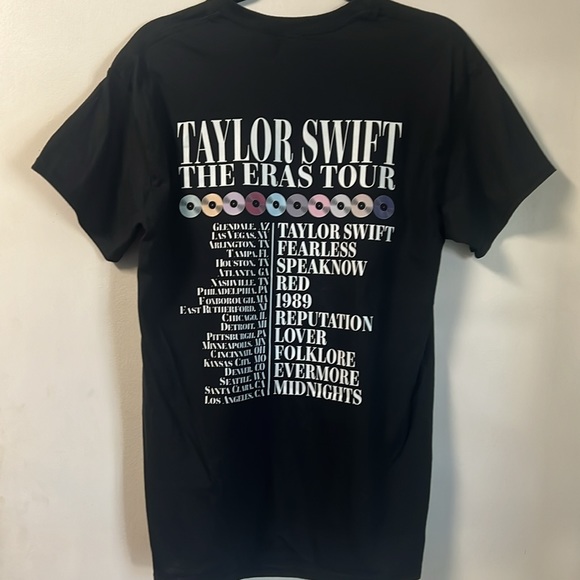 TAYLOR SWIFT
THE ERAS TOUR
GLENDALE, AZ
LAS VEGAS, NV
ARLINGTON, TX
TAMPA, FL
HOUSTON, TX
ATLANTA, GA
NASHVILLE, TN
PHILADELPHIA, PA
FOXBOROUGH, MA
EAST RUTHERFORD, NJ
CHICAGO, IL
DETROIT, MI
PITTSBURGH, PA
MINNEAPOLIS, MN
CINCINNATI, OH
KANSAS CITY, MO
DENVER, CO
SEATTLE, WA
SANTA CLARA, CA
LOS ANGELES, CA
TAYLOR SWIFT
FEARLESS
SPEAKNOW
RED
1989
REPUTATION
LOVER
FOLKLORE
EVERMORE
MIDNIGHTS